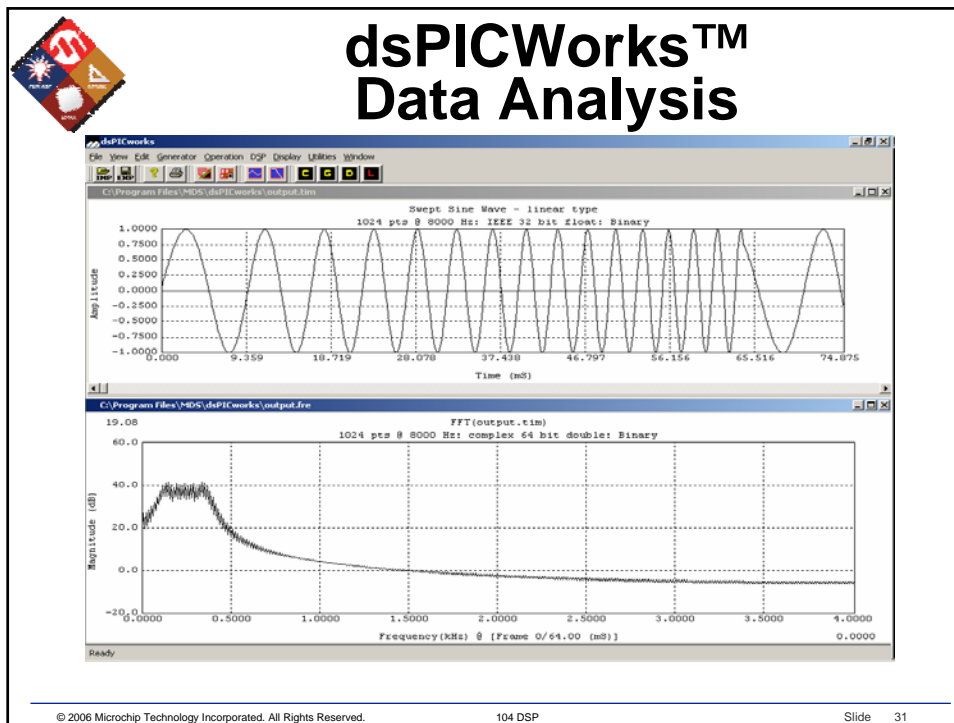 dsPICWorks™
Data Analysis
dsPICworks
File View Edit Generator Operation DSP Display Utilities Window
IMP EXP ? C G D L
C:\Program Files\MDS\dsPICworks\output.tim
Swept Sine Wave - linear type
1024 pts @ 8000 Hz: IEEE 32 bit float: Binary
Amplitude
1.0000
0.7500
0.5000
0.2500
0.0000
-0.2500
-0.5000
-0.7500
-1.0000
0.000 9.359 18.719 28.078 37.438 46.797 56.156 65.516 74.875
Time (mS)
C:\Program Files\MDS\dsPICworks\output.fre
19.08 FFT(output.tim)
1024 pts @ 8000 Hz: complex 64 bit double: Binary
Magnitude (dB)
60.0
40.0
20.0
0.0
-20.0
0.0000 0.5000 1.0000 1.5000 2.0000 2.5000 3.0000 3.5000 4.0000
Frequency(kHz) @ [Frame 0/64.00 (mS)] 0.0000
Ready
© 2006 Microchip Technology Incorporated. All Rights Reserved. 104 DSP Slide 31